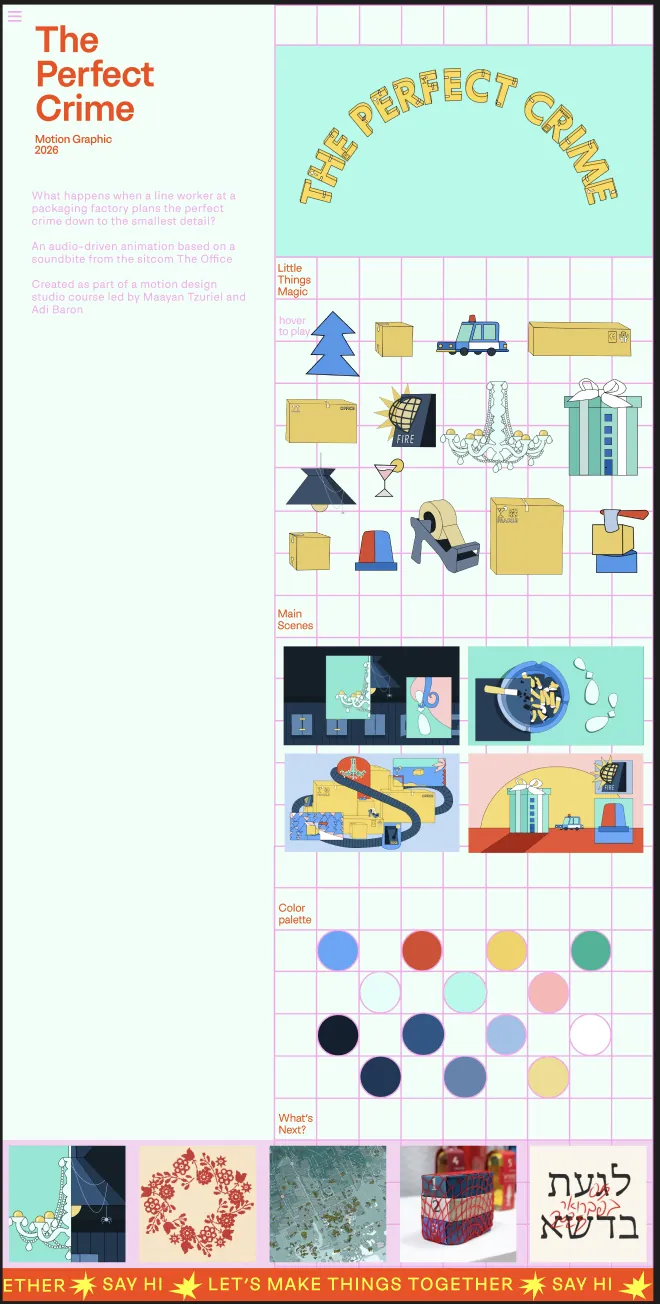 The
Perfect
Crime
Motion Graphic
2026
What happens when a line worker at a
packaging factory plans the perfect
crime down to the smallest detail?
An audio-driven animation based on a
soundbite from the sitcom The Office
Created as part of a motion design
studio course led by Maayan Tzuriel and
Adi Baron
THE PERFECT CRIME
Little
Things
Magic
hover
to play
OFFICE
FIRE
FRAGILE
Main
Scenes
FIRE
Color
palette
What's
Next?
2
לגעת
בדשא
ETHER SAY HI LET'S MAKE THINGS TOGETHER SAY HI